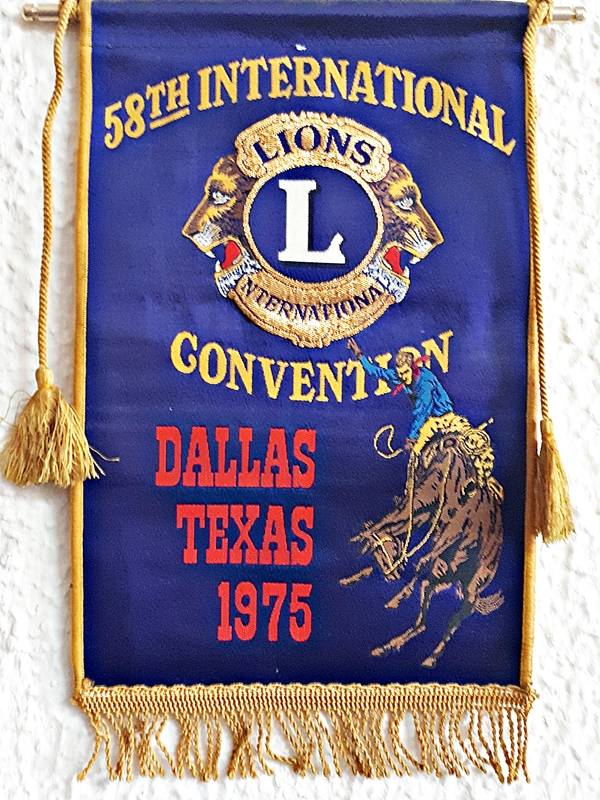 58TH INTERNATIONAL
LIONS
L
INTERNATIONAL
CONVENTION
DALLAS
TEXAS
1975